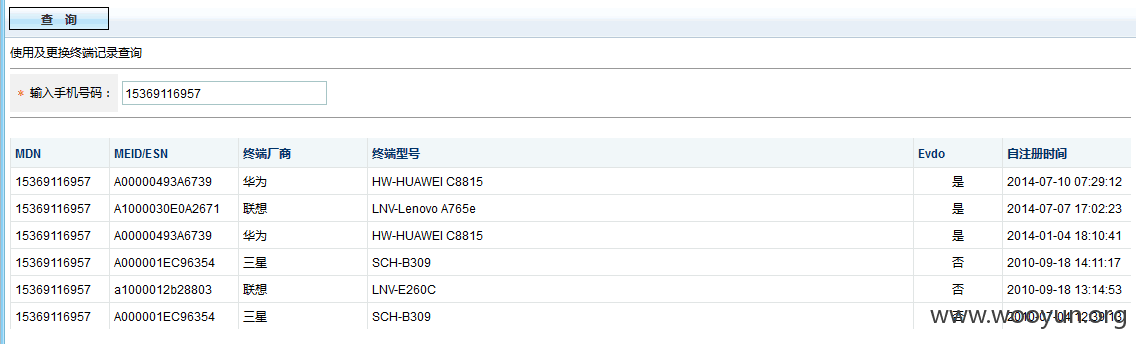 查 询
使用及更换终端记录查询
* 输入手机号码： 15369116957
MDN MEID/ESN 终端厂商 终端型号 Evdo 自注册时间
15369116957 A00000493A6739 华为 HW-HUAWEI C8815 是 2014-07-10 07:29:12
15369116957 A1000030E0A2671 联想 LNV-Lenovo A765e 是 2014-07-07 17:02:23
15369116957 A00000493A6739 华为 HW-HUAWEI C8815 是 2014-01-04 18:10:41
15369116957 A000001EC96354 三星 SCH-B309 否 2010-09-18 14:11:17
15369116957 a1000012b28803 联想 LNV-E260C 否 2010-09-18 13:14:53
15369116957 A000001EC96354 三星 SCH-B309 否 2010-07-04 12:39:13
www.wooyun.org